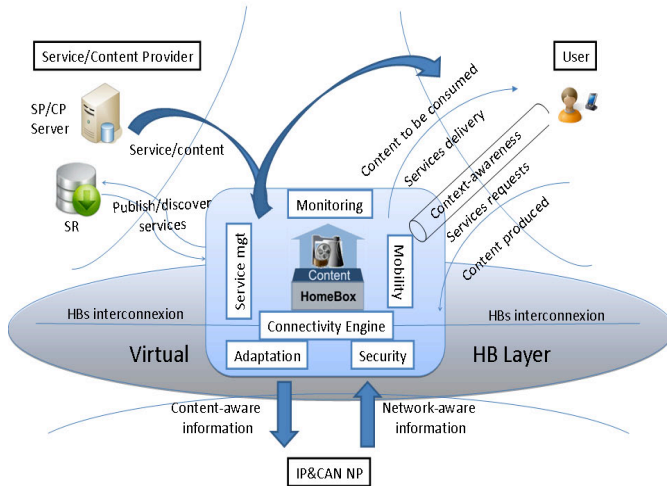 Service/Content Provider
User
SP/CP
Server
Service/content
Content to be consumed
Services delivery
Context-awareness
Services requests
Content produced
SR
Publish/discover
services
Monitoring
Service mgt
Mobility
Content
HomeBox
HBs interconnexion
Connectivity Engine
HBs interconnexion
Virtual
Adaptation
Security
HB Layer
Content-aware
information
Network-aware
information
IP&CAN NP